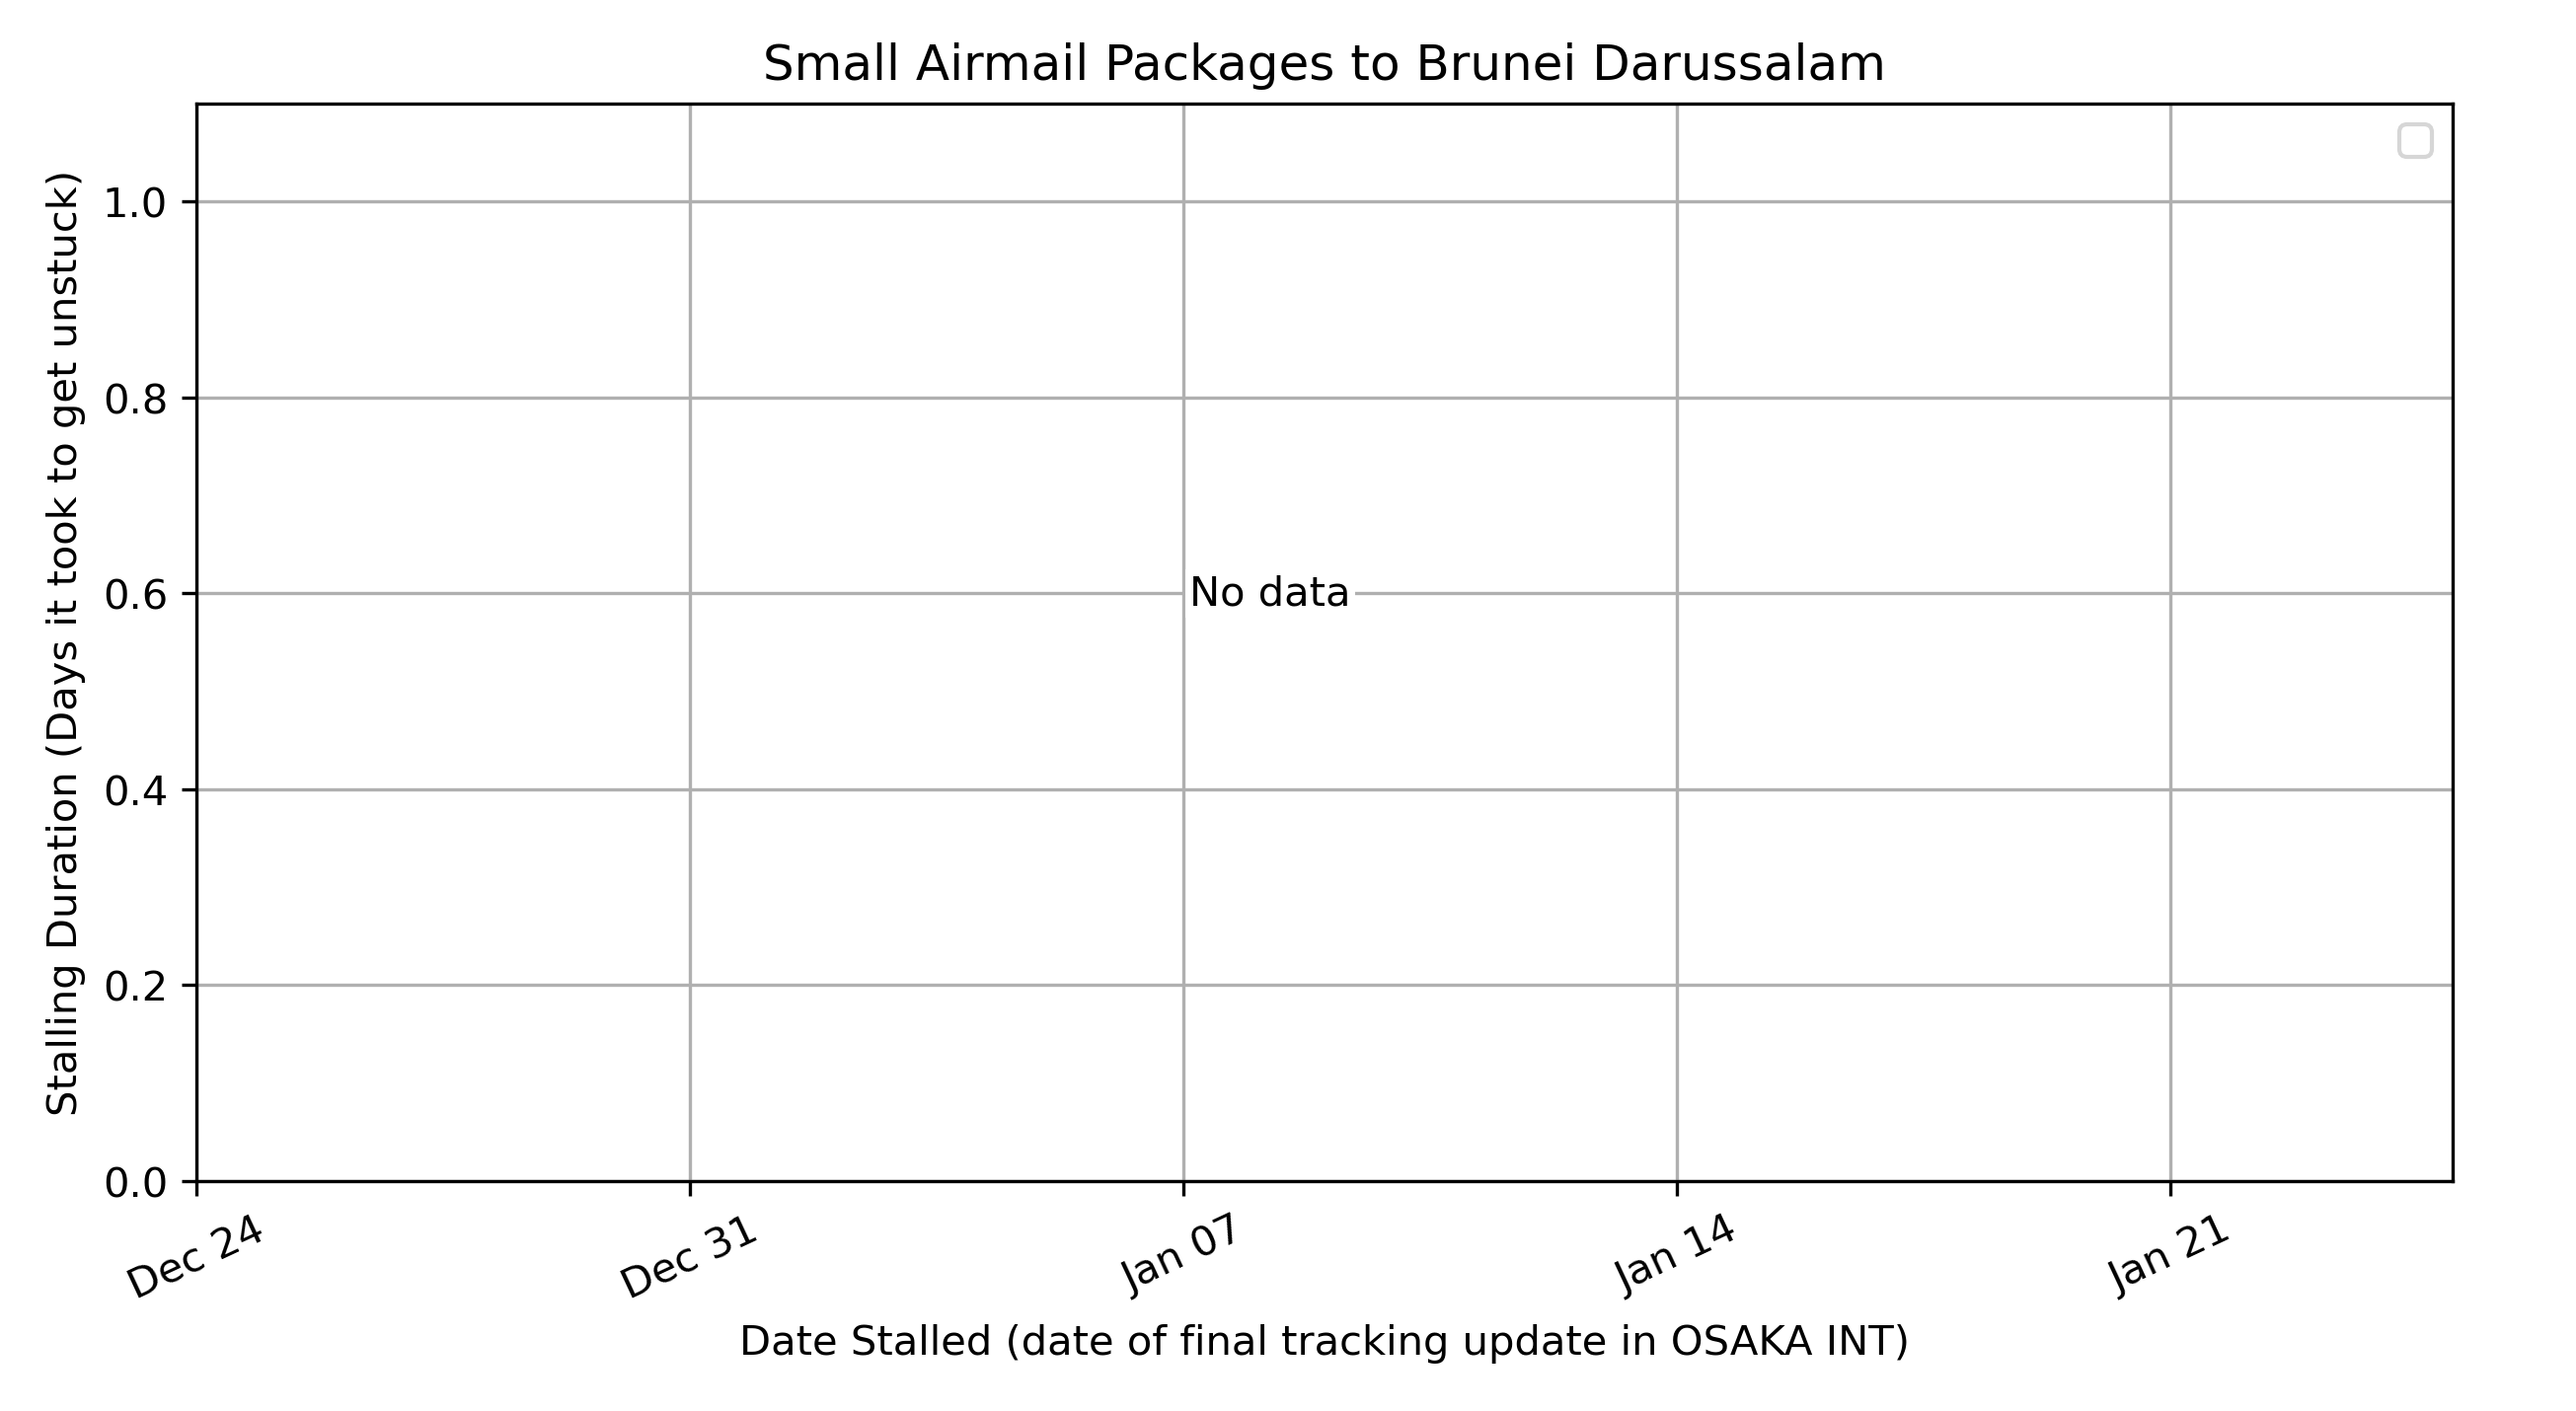 Small Airmail Packages to Brunei Darussalam
Stalling Duration (Days it took to get unstuck)
1.0
0.8
0.6
0.4
0.2
0.0
No data
Dec 24
Dec 31
Jan 07
Jan 14
Jan 21
Date Stalled (date of final tracking update in OSAKA INT)